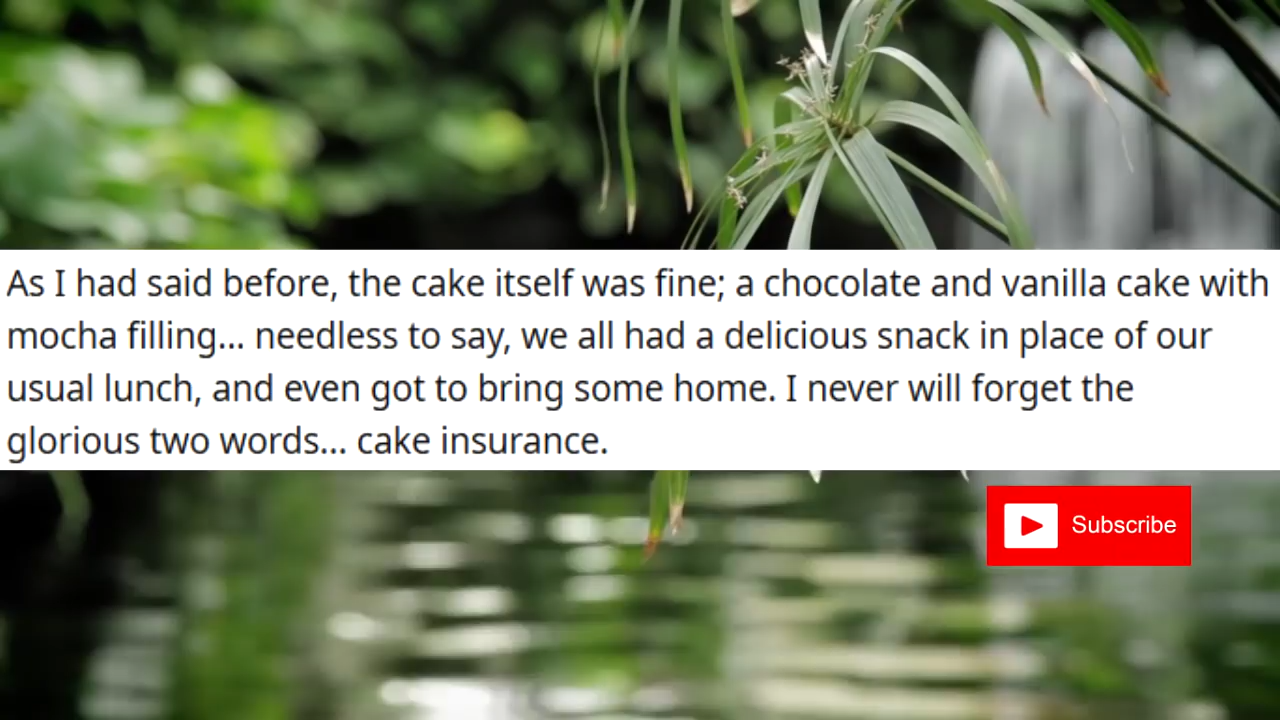 As I had said before, the cake itself was fine; a chocolate and vanilla cake with
mocha filling... needless to say, we all had a delicious snack in place of our
usual lunch, and even got to bring some home. I never will forget the
glorious two words... cake insurance.
Subscribe